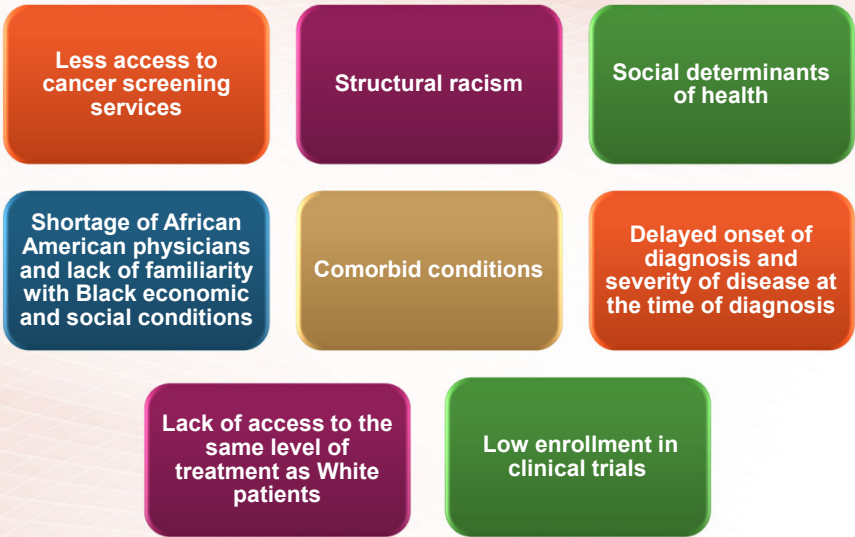 Less access to
cancer screening
services
Structural racism
Social determinants
of health
Shortage of African
American physicians
and lack of familiarity
with Black economic
and social conditions
Comorbid conditions
Delayed onset of
diagnosis and
severity of disease at
the time of diagnosis
Lack of access to the
same level of
treatment as White
patients
Low enrollment in
clinical trials